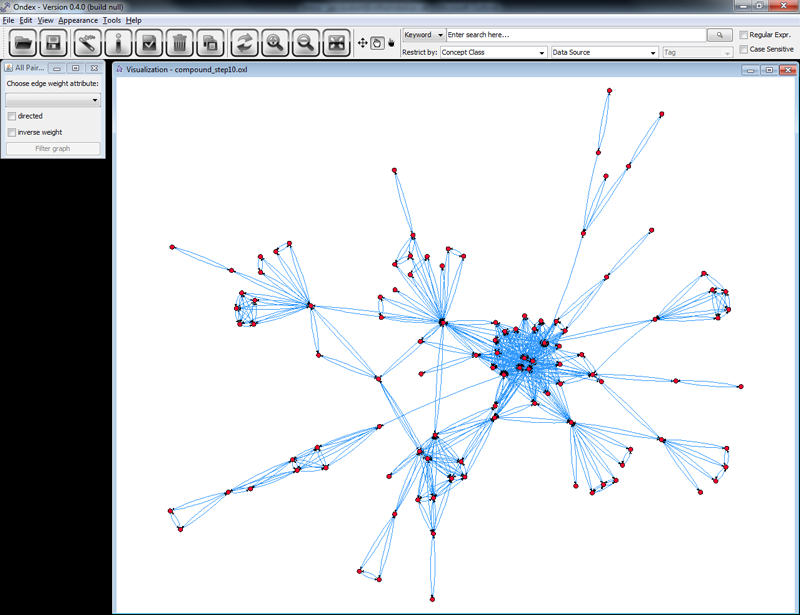 Ondex - Version 0.4.0 (build null)
File Edit View Appearance Tools Help
Keyword Enter search here... Regular Expr.
Restrict by: Concept Class Data Source Tag Case Sensitive
All Pair...
Visualization - compound_step10.oxl
Choose edge weight attribute:
directed
inverse weight
Filter graph